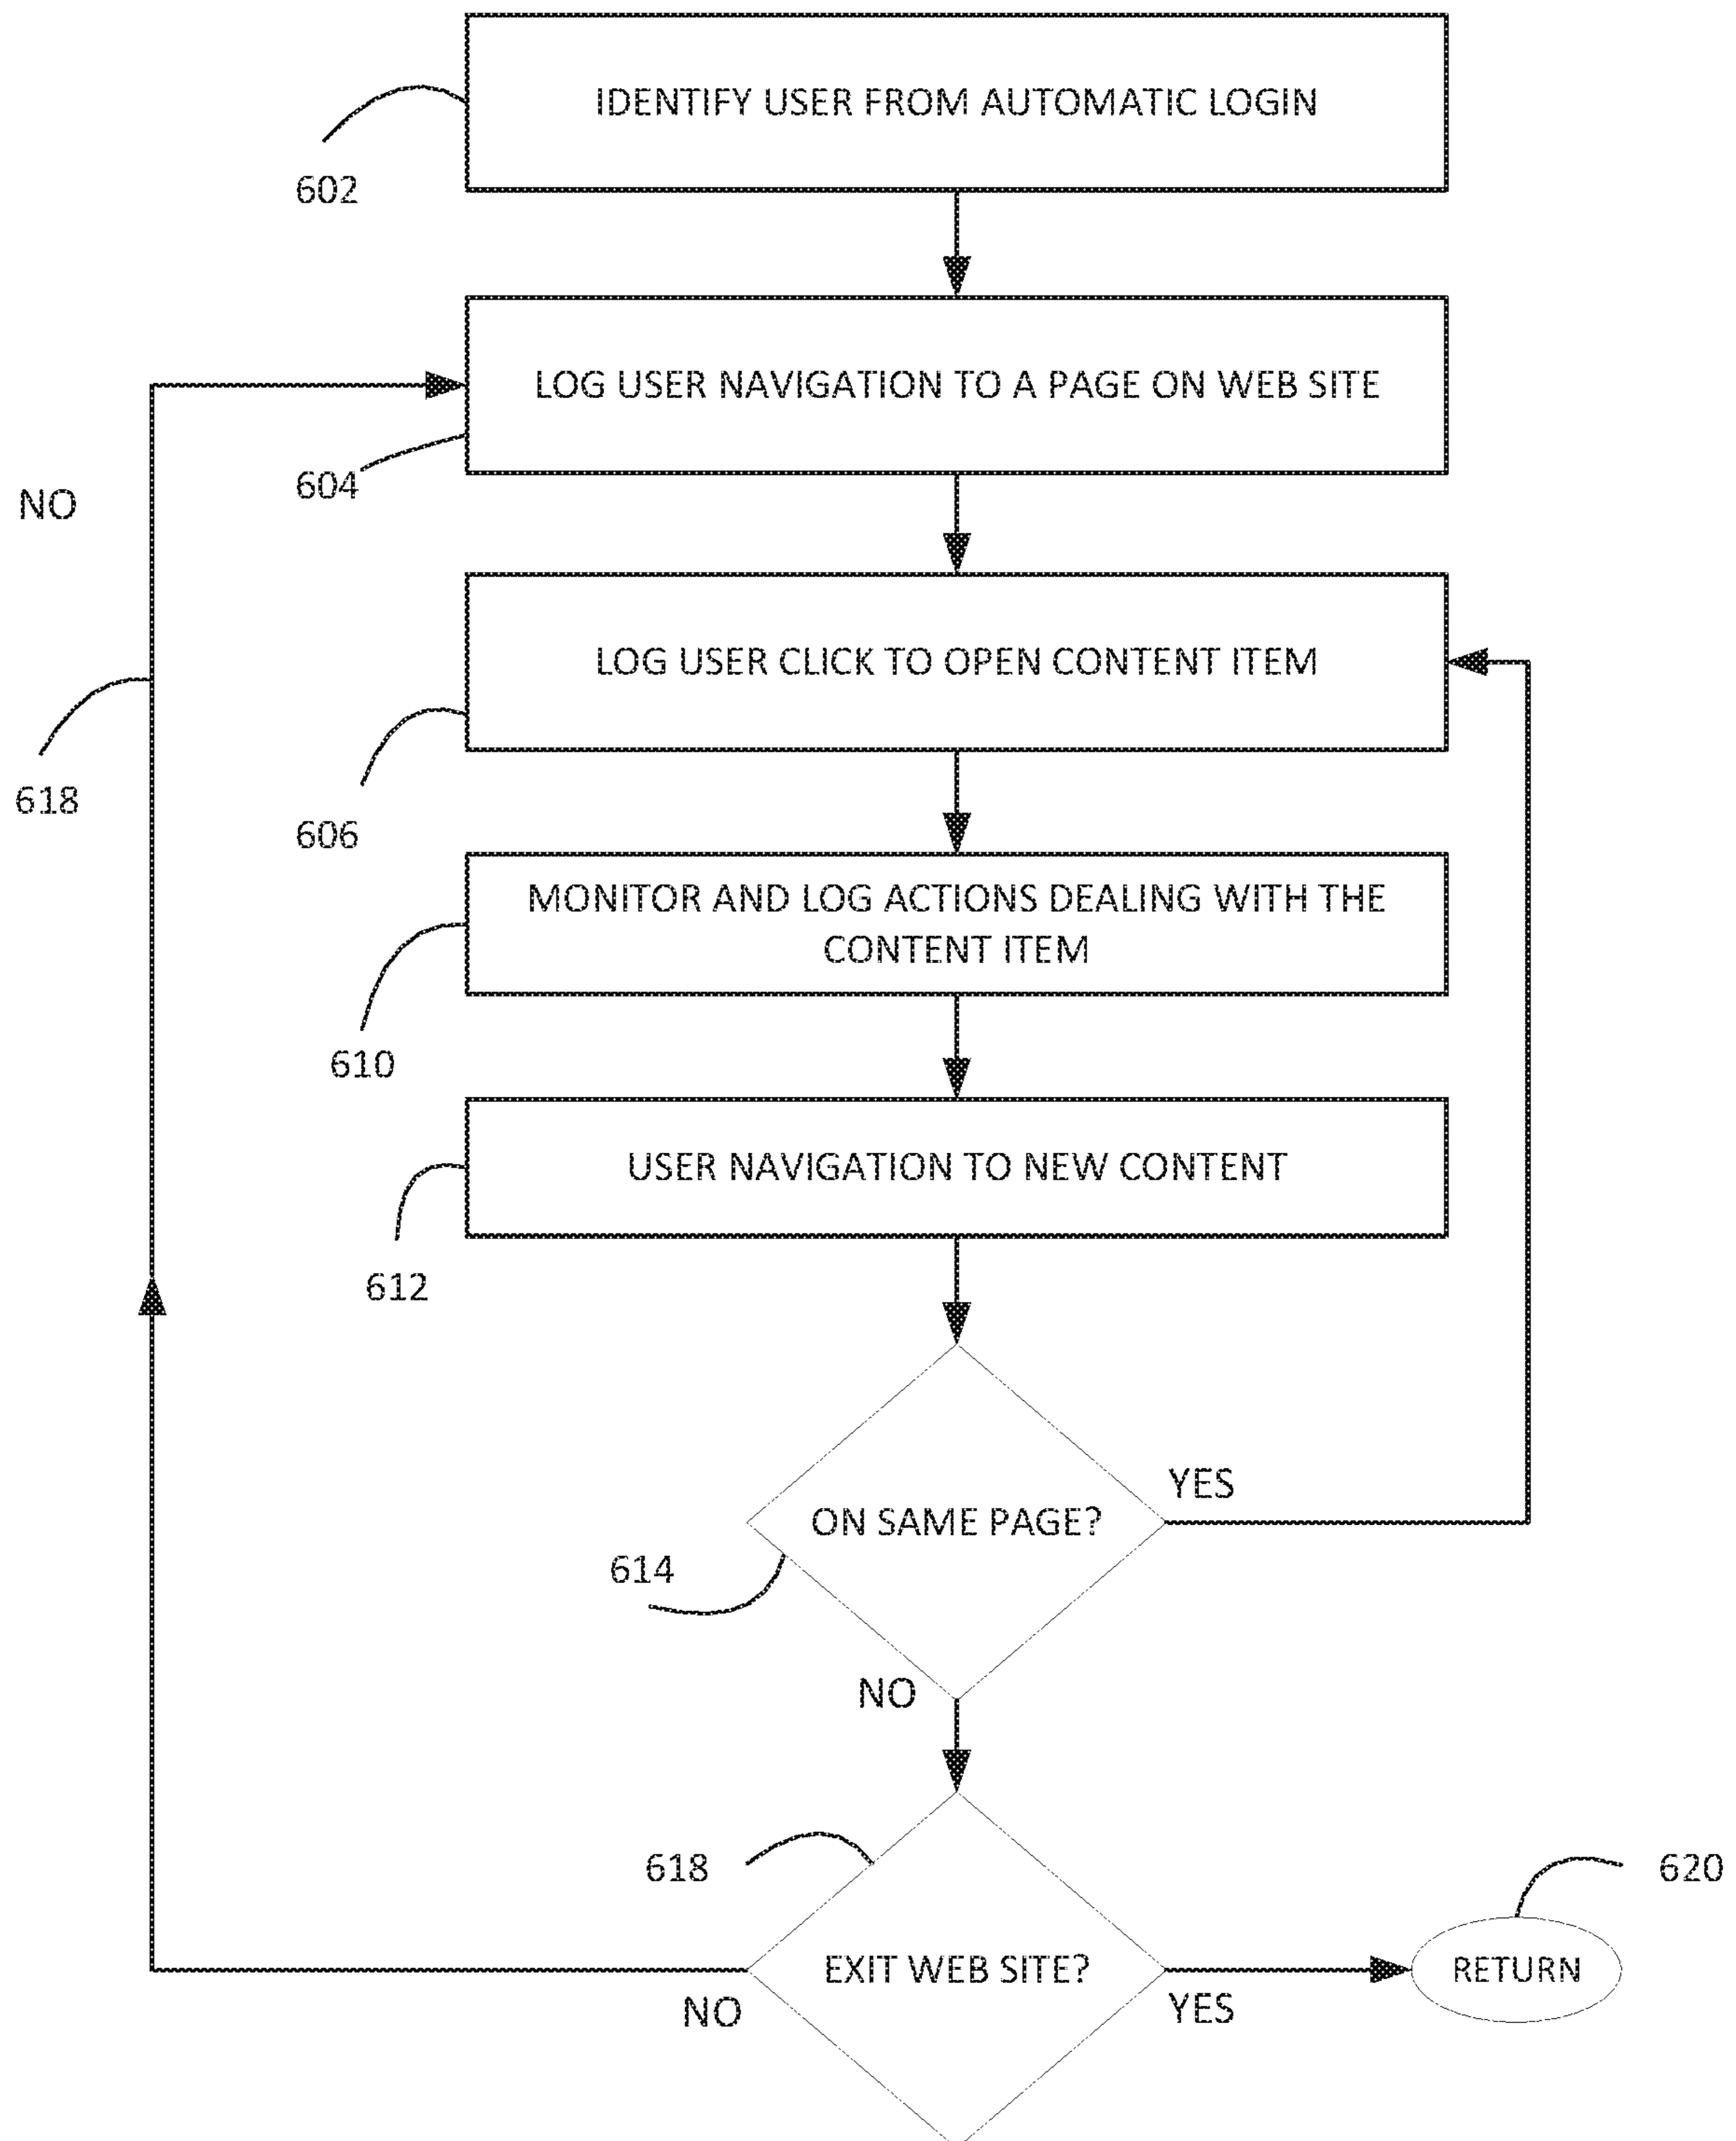 IDENTIFY USER FROM AUTOMATIC LOGIN
602
LOG USER NAVIGATION TO A PAGE ON WEB SITE
604
NO
LOG USER CLICK TO OPEN CONTENT ITEM
618
606
MONITOR AND LOG ACTIONS DEALING WITH THE
CONTENT ITEM
610
USER NAVIGATION TO NEW CONTENT
612
YES
ON SAME PAGE?
614
NO
618
620
EXIT WEB SITE?
RETURN
NO
YES